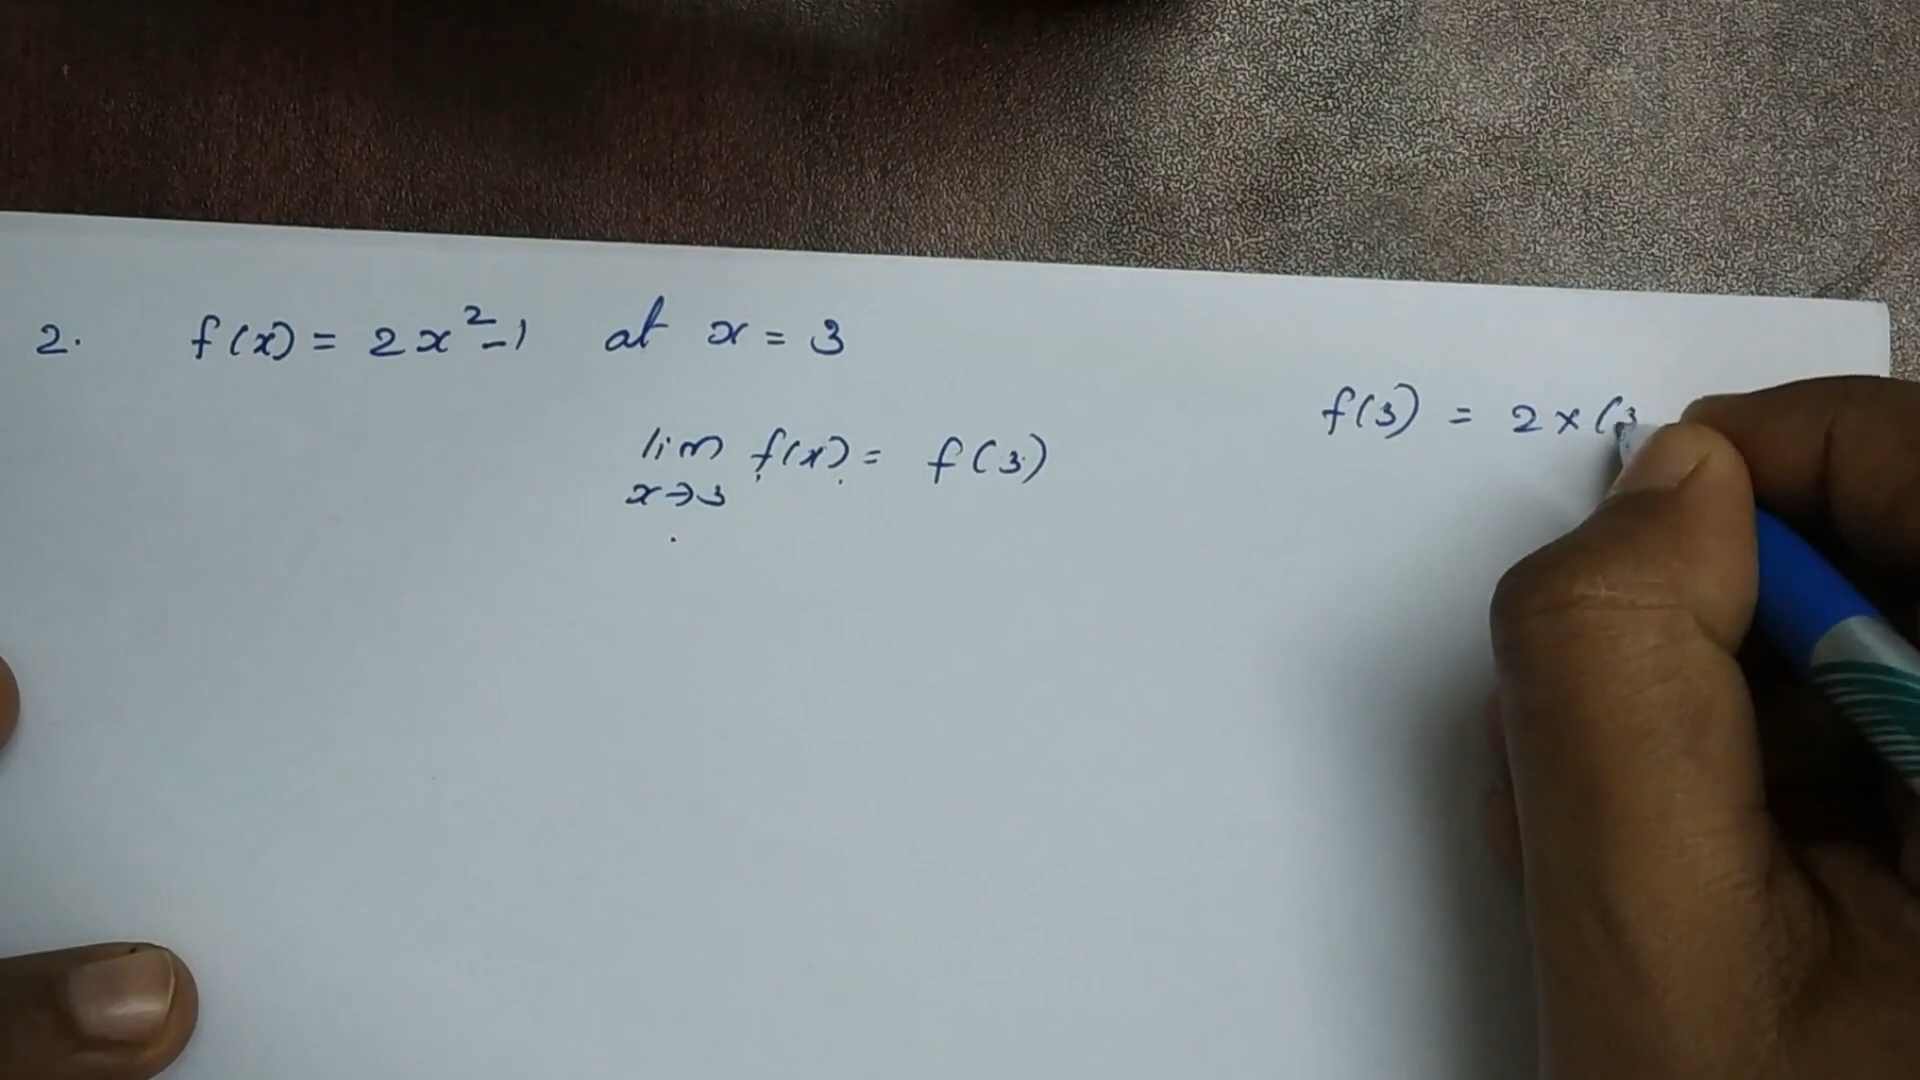 2. f(x) = 2x²-1 at x = 3
f(3) = 2 × (3
lim f(x) = f(3)
x→3